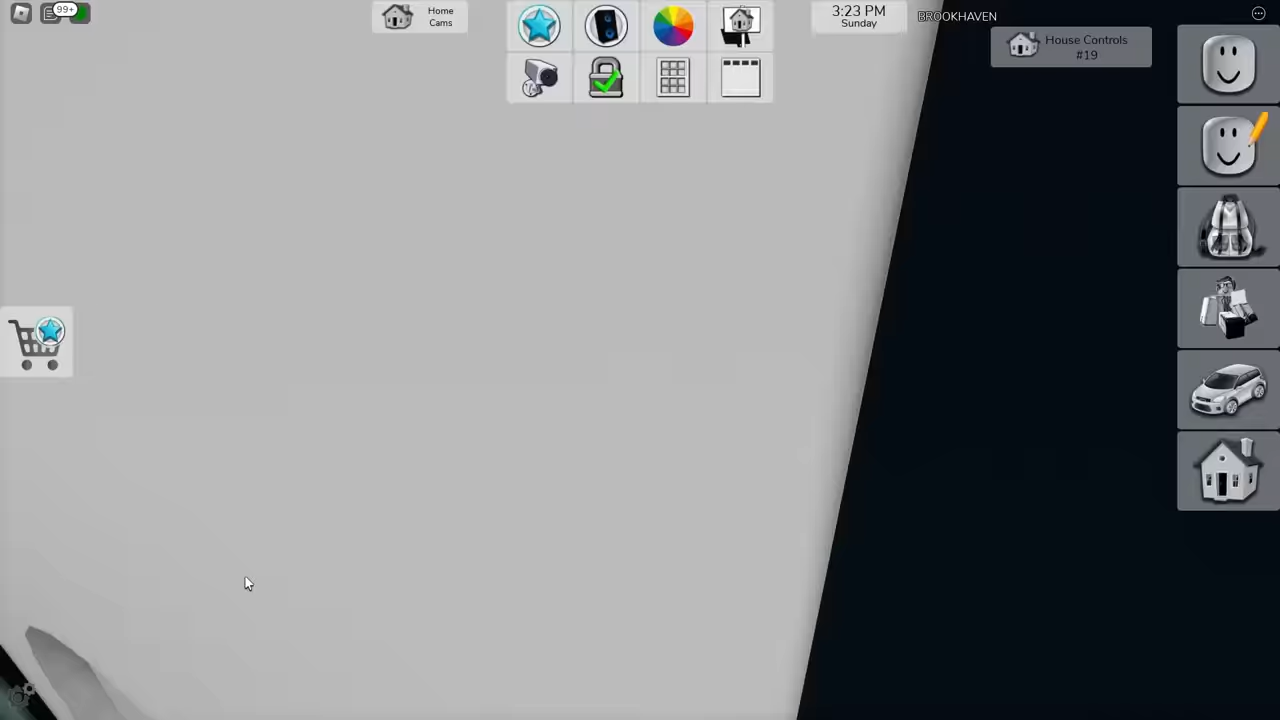 99+
Home
Cams
3:23 PM
Sunday
BROOKHAVEN
House Controls
#19